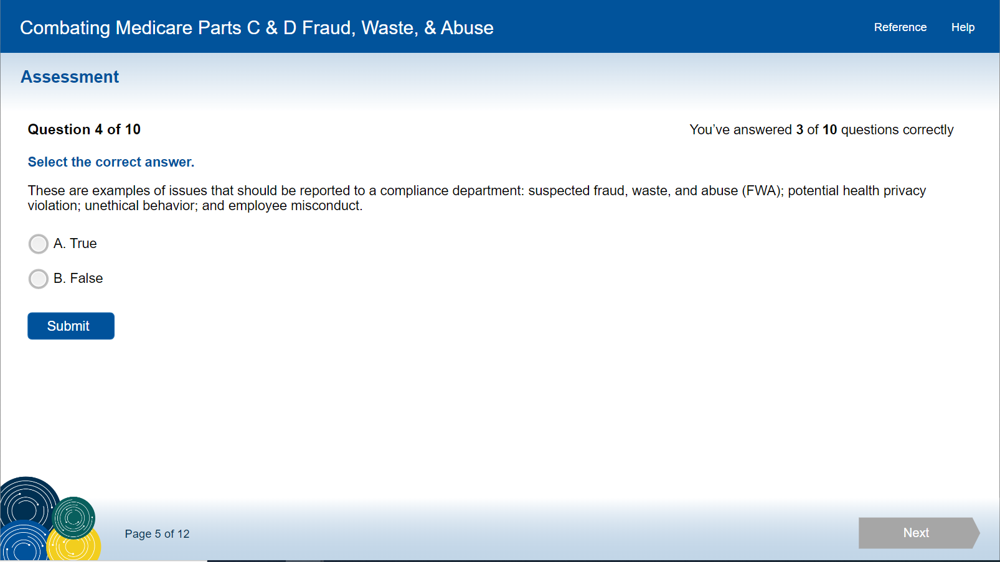 Combating Medicare Parts C & D Fraud, Waste, & Abuse
Reference
Help
Assessment
Question 4 of 10
You’ve answered 3 of 10 questions correctly
Select the correct answer.
These are examples of issues that should be reported to a compliance department: suspected fraud, waste, and abuse (FWA); potential health privacy
violation; unethical behavior; and employee misconduct.
A. True
B. False
Submit
Page 5 of 12
Next